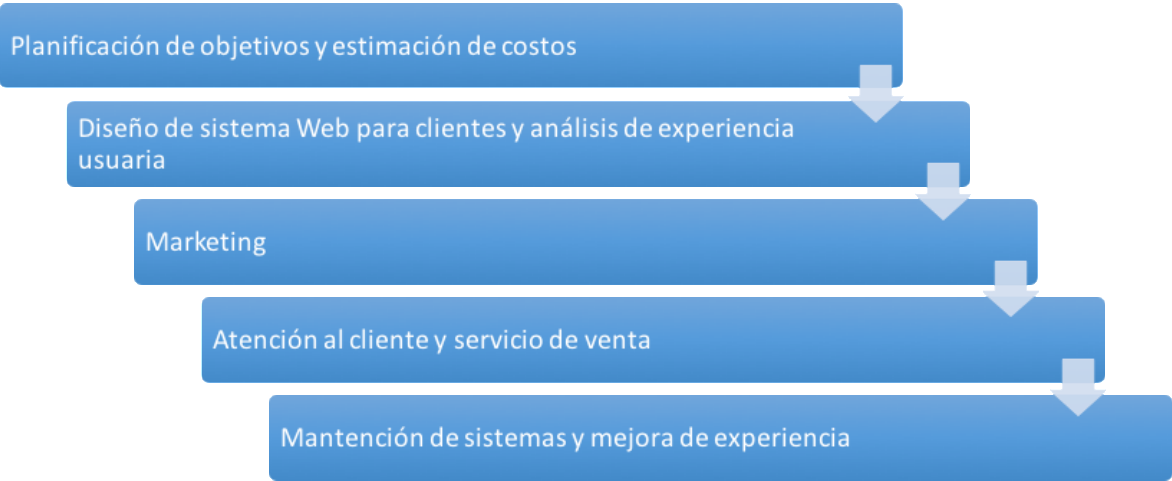 Planificación de objetivos y estimación de costos
Diseño de sistema Web para clientes y análisis de experiencia
usuaria
Marketing
Atención al cliente y servicio de venta
Mantención de sistemas y mejora de experiencia